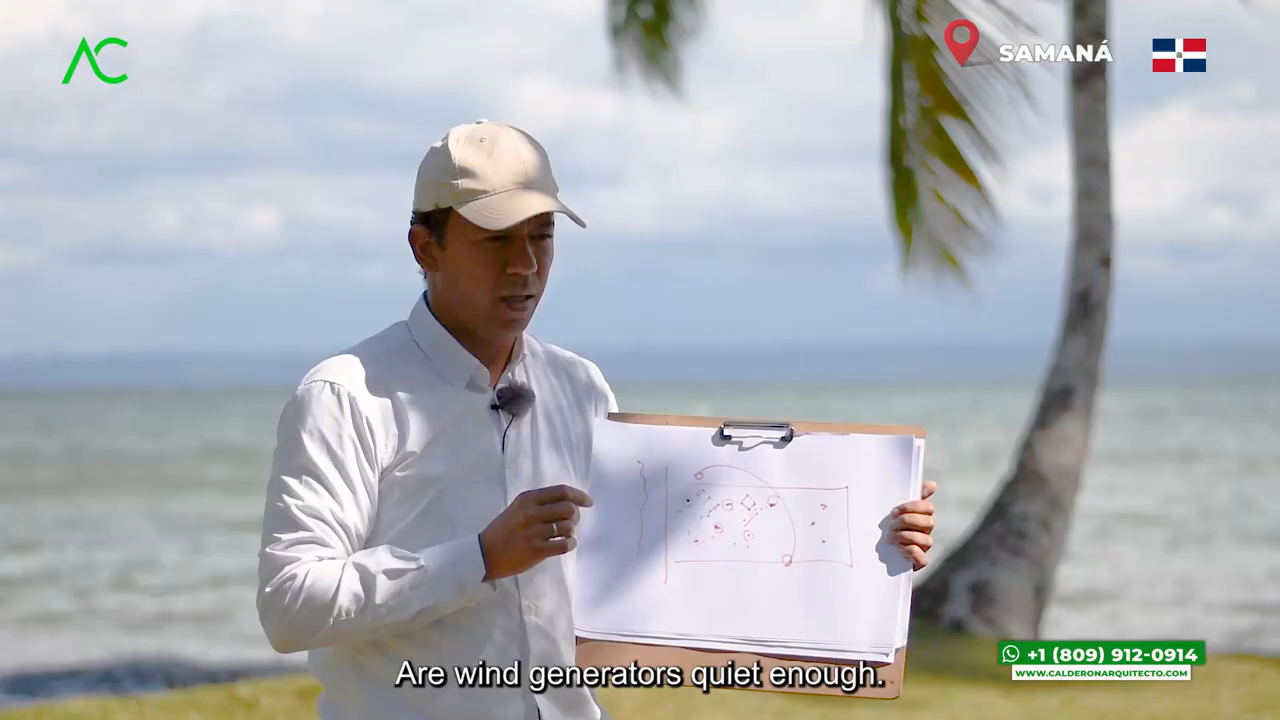 AC
SAMANÁ
+1 (809) 912-0914
WWW.CALDERONARQUITECTO.COM
Are wind generators quiet enough.